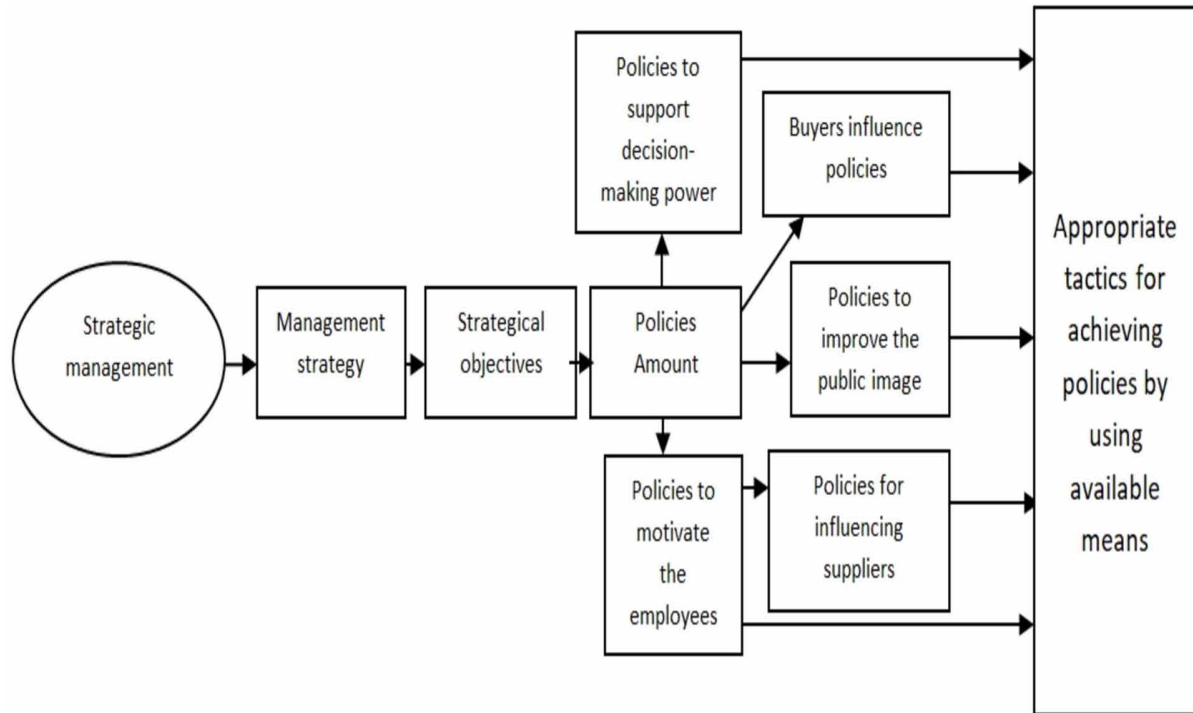 Strategic
management
Management
strategy
Strategical
objectives
Policies
Amount
Policies to
support
decision-
making power
Buyers influence
policies
Policies to
improve the
public image
Policies to
motivate
the
employees
Policies for
influencing
suppliers
Appropriate
tactics for
achieving
policies by
using
available
means